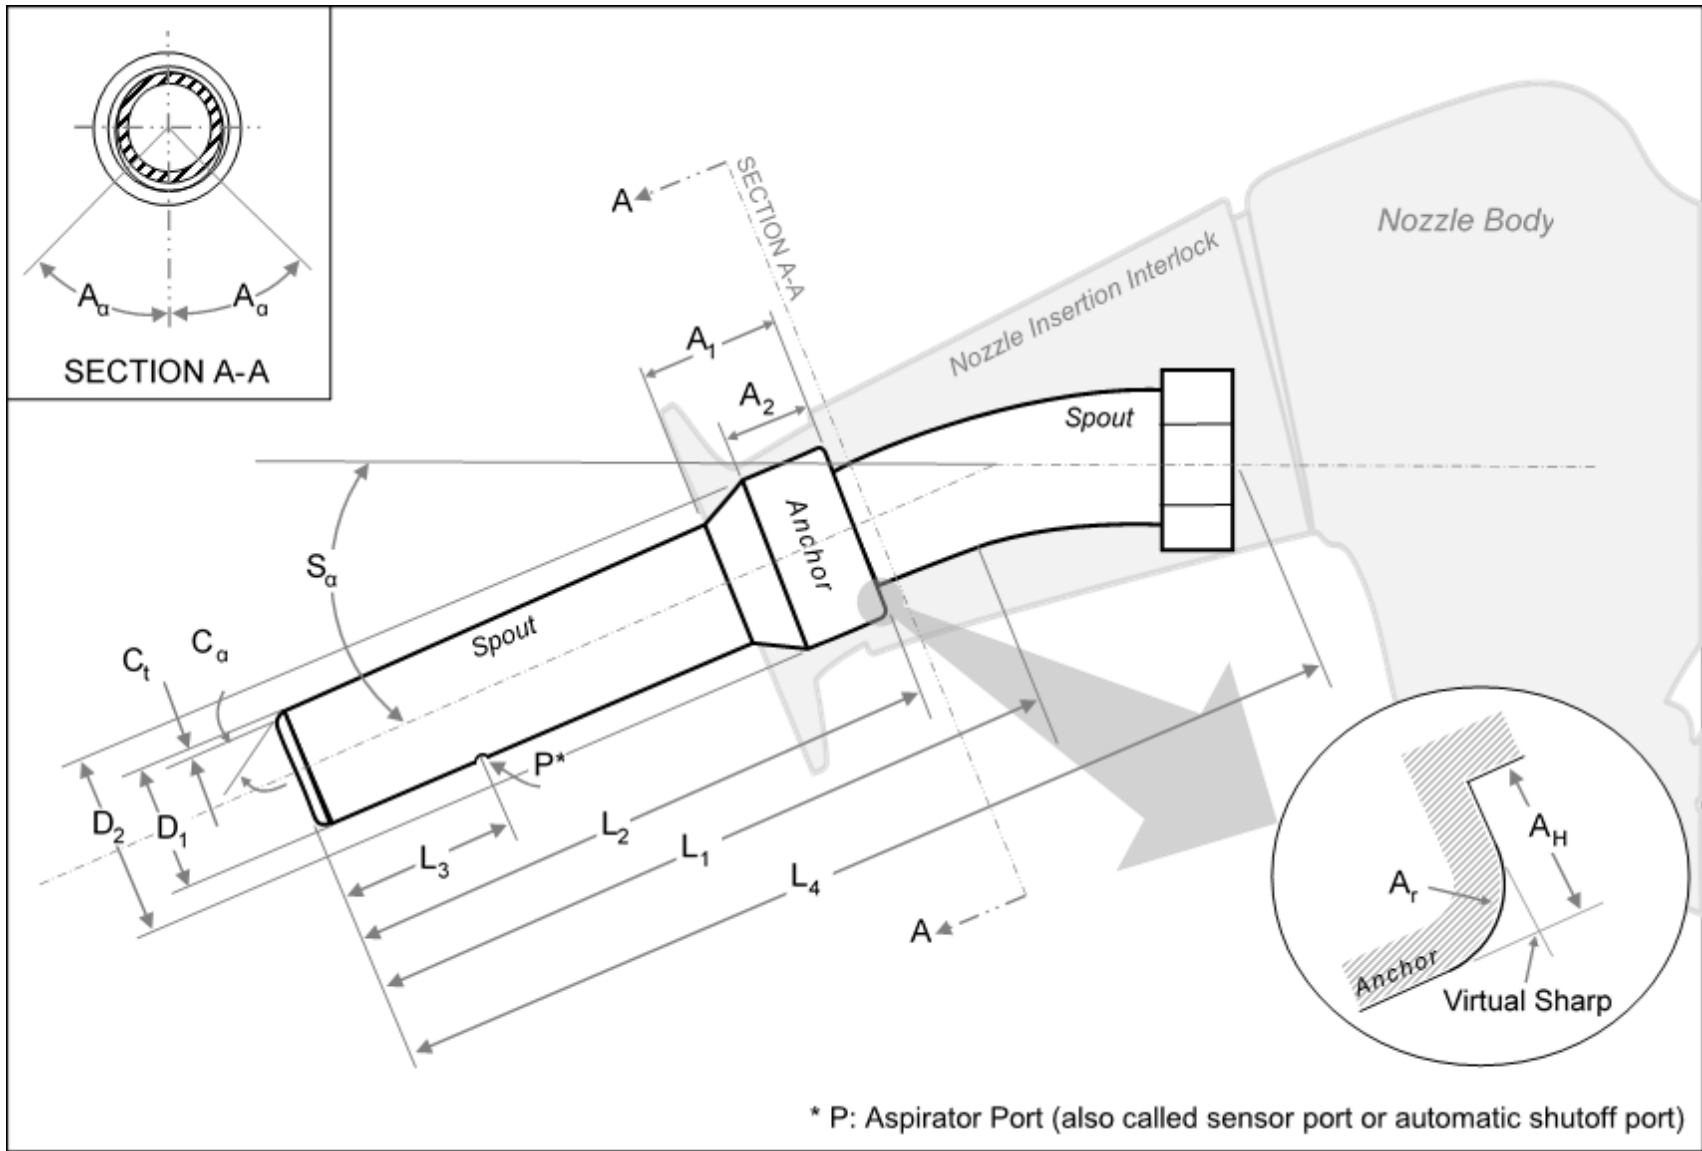 Aα Aα
SECTION A-A
A
SECTION A-A
Nozzle Body
Nozzle Insertion Interlock
A1
A2
Spout
Anchor
Sα
Spout
Cα
Ct
P*
D2 D1
L3
L2
L1
L4
A
AH
Ar
Anchor
Virtual Sharp
* P: Aspirator Port (also called sensor port or automatic shutoff port)